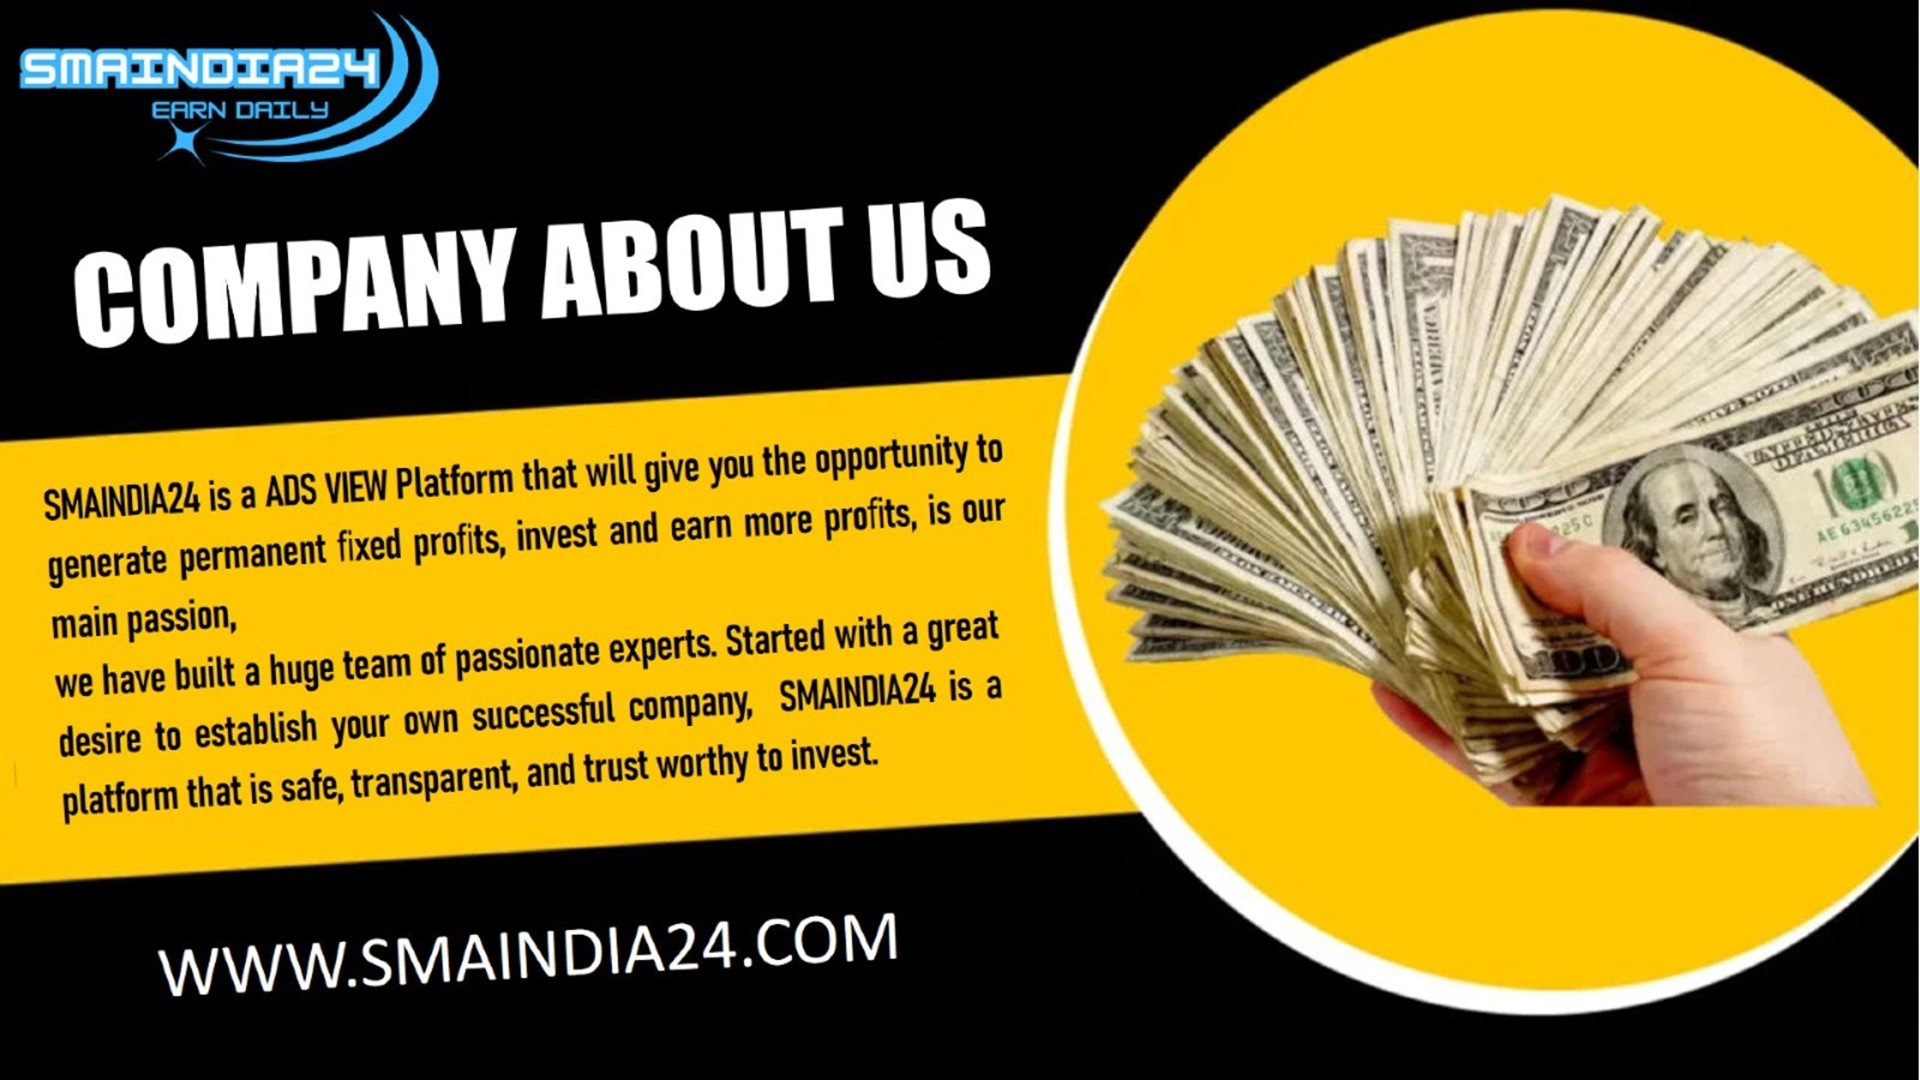 SMAINDIA24
EARN DAILY
COMPANY ABOUT US
SMAINDIA24 is a ADS VIEW Platform that will give you the opportunity to
generate permanent fixed profits, invest and earn more profits, is our
main passion,
we have built a huge team of passionate experts. Started with a great
desire to establish your own successful company, SMAINDIA24 is a
platform that is safe, transparent, and trust worthy to invest.
WWW.SMAINDIA24.COM